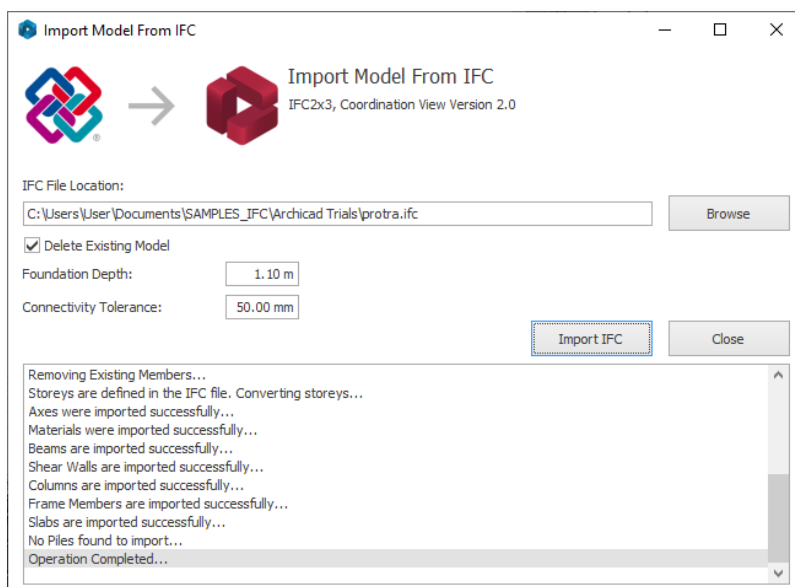 Import Model From IFC
Import Model From IFC
IFC2x3, Coordination View Version 2.0
IFC File Location:
C:\Users\User\Documents\SAMPLES_IFC\Archicad Trials\protra.ifc
Browse
Delete Existing Model
Foundation Depth:
1.10 m
Connectivity Tolerance:
50.00 mm
Import IFC
Close
Removing Existing Members...
Storeys are defined in the IFC file. Converting storeys...
Axes were imported successfully...
Materials were imported successfully...
Beams are imported successfully...
Shear Walls are imported successfully...
Columns are imported successfully...
Frame Members are imported successfully...
Slabs are imported successfully...
No Piles found to import...
Operation Completed...